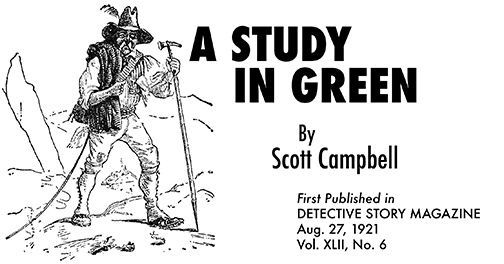 A STUDY
IN GREEN
By
Scott Campbell
First Published in
DETECTIVE STORY MAGAZINE
Aug. 27, 1921
Vol. XLII, No. 6